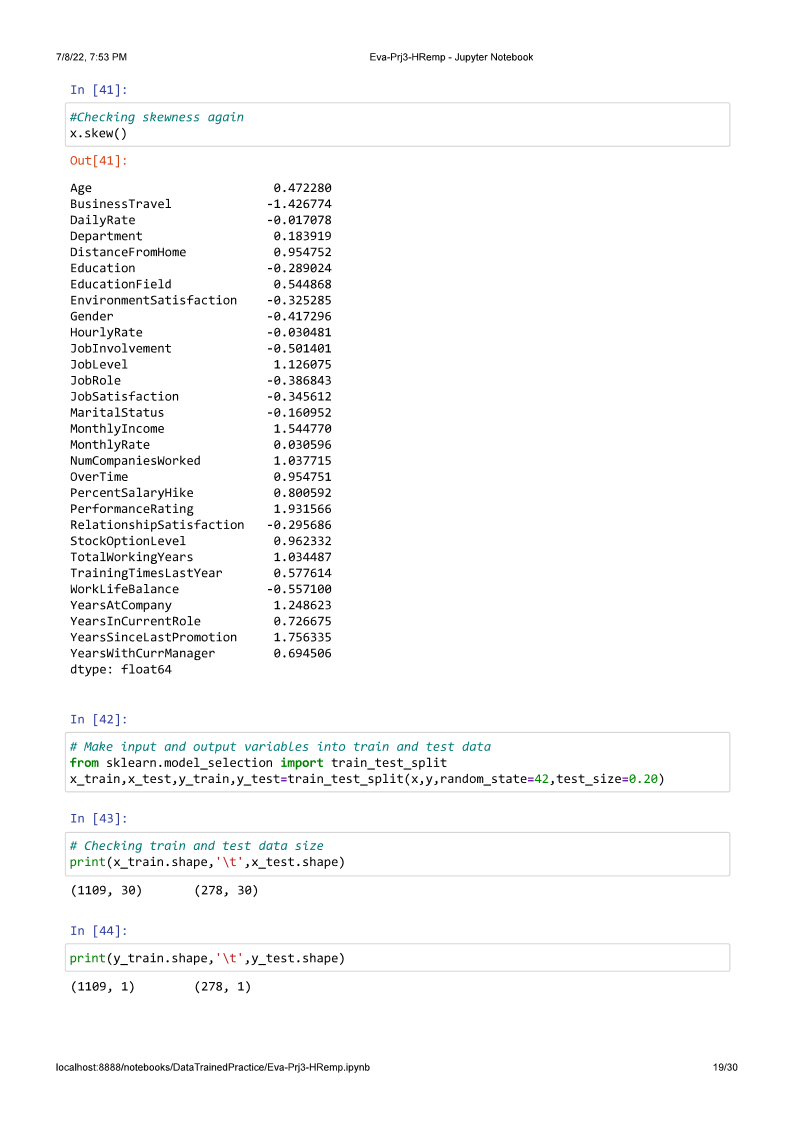 7/8/22, 7:53 PM Eva-Prj3-HRemp - Jupyter Notebook
In [41]:
#Checking skewness again
x.skew()
Out[41]:
Age 0.472280
BusinessTravel -1.426774
DailyRate -0.017078
Department 0.183919
DistanceFromHome 0.954752
Education -0.289024
EducationField 0.544868
EnvironmentSatisfaction -0.325285
Gender -0.417296
HourlyRate -0.030481
JobInvolvement -0.501401
JobLevel 1.126075
JobRole -0.386843
JobSatisfaction -0.345612
MaritalStatus -0.160952
MonthlyIncome 1.544770
MonthlyRate 0.030596
NumCompaniesWorked 1.037715
OverTime 0.954751
PercentSalaryHike 0.800592
PerformanceRating 1.931566
RelationshipSatisfaction -0.295686
StockOptionLevel 0.962332
TotalWorkingYears 1.034487
TrainingTimesLastYear 0.577614
WorkLifeBalance -0.557100
YearsAtCompany 1.248623
YearsInCurrentRole 0.726675
YearsSinceLastPromotion 1.756335
YearsWithCurrManager 0.694506
dtype: float64
In [42]:
# Make input and output variables into train and test data
from sklearn.model_selection import train_test_split
x_train,x_test,y_train,y_test=train_test_split(x,y,random_state=42,test_size=0.20)
In [43]:
# Checking train and test data size
print(x_train.shape,'\t',x_test.shape)
(1109, 30) (278, 30)
In [44]:
print(y_train.shape,'\t',y_test.shape)
(1109, 1) (278, 1)
localhost:8888/notebooks/DataTrainedPractice/Eva-Prj3-HRemp.ipynb 19/30